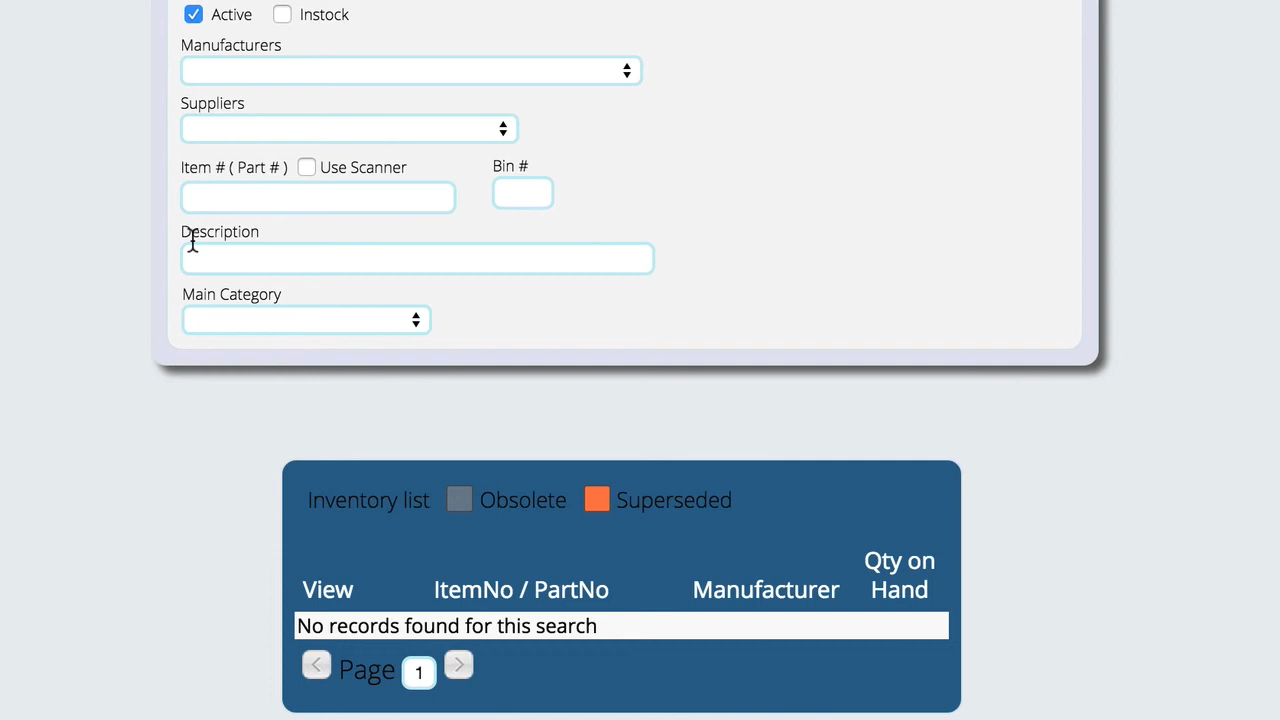 Active Instock
Manufacturers
Suppliers
Item # ( Part # ) Use Scanner Bin #
Description
Main Category
Inventory list Obsolete Superseded
View ItemNo / PartNo Manufacturer Qty on Hand
No records found for this search
Page 1